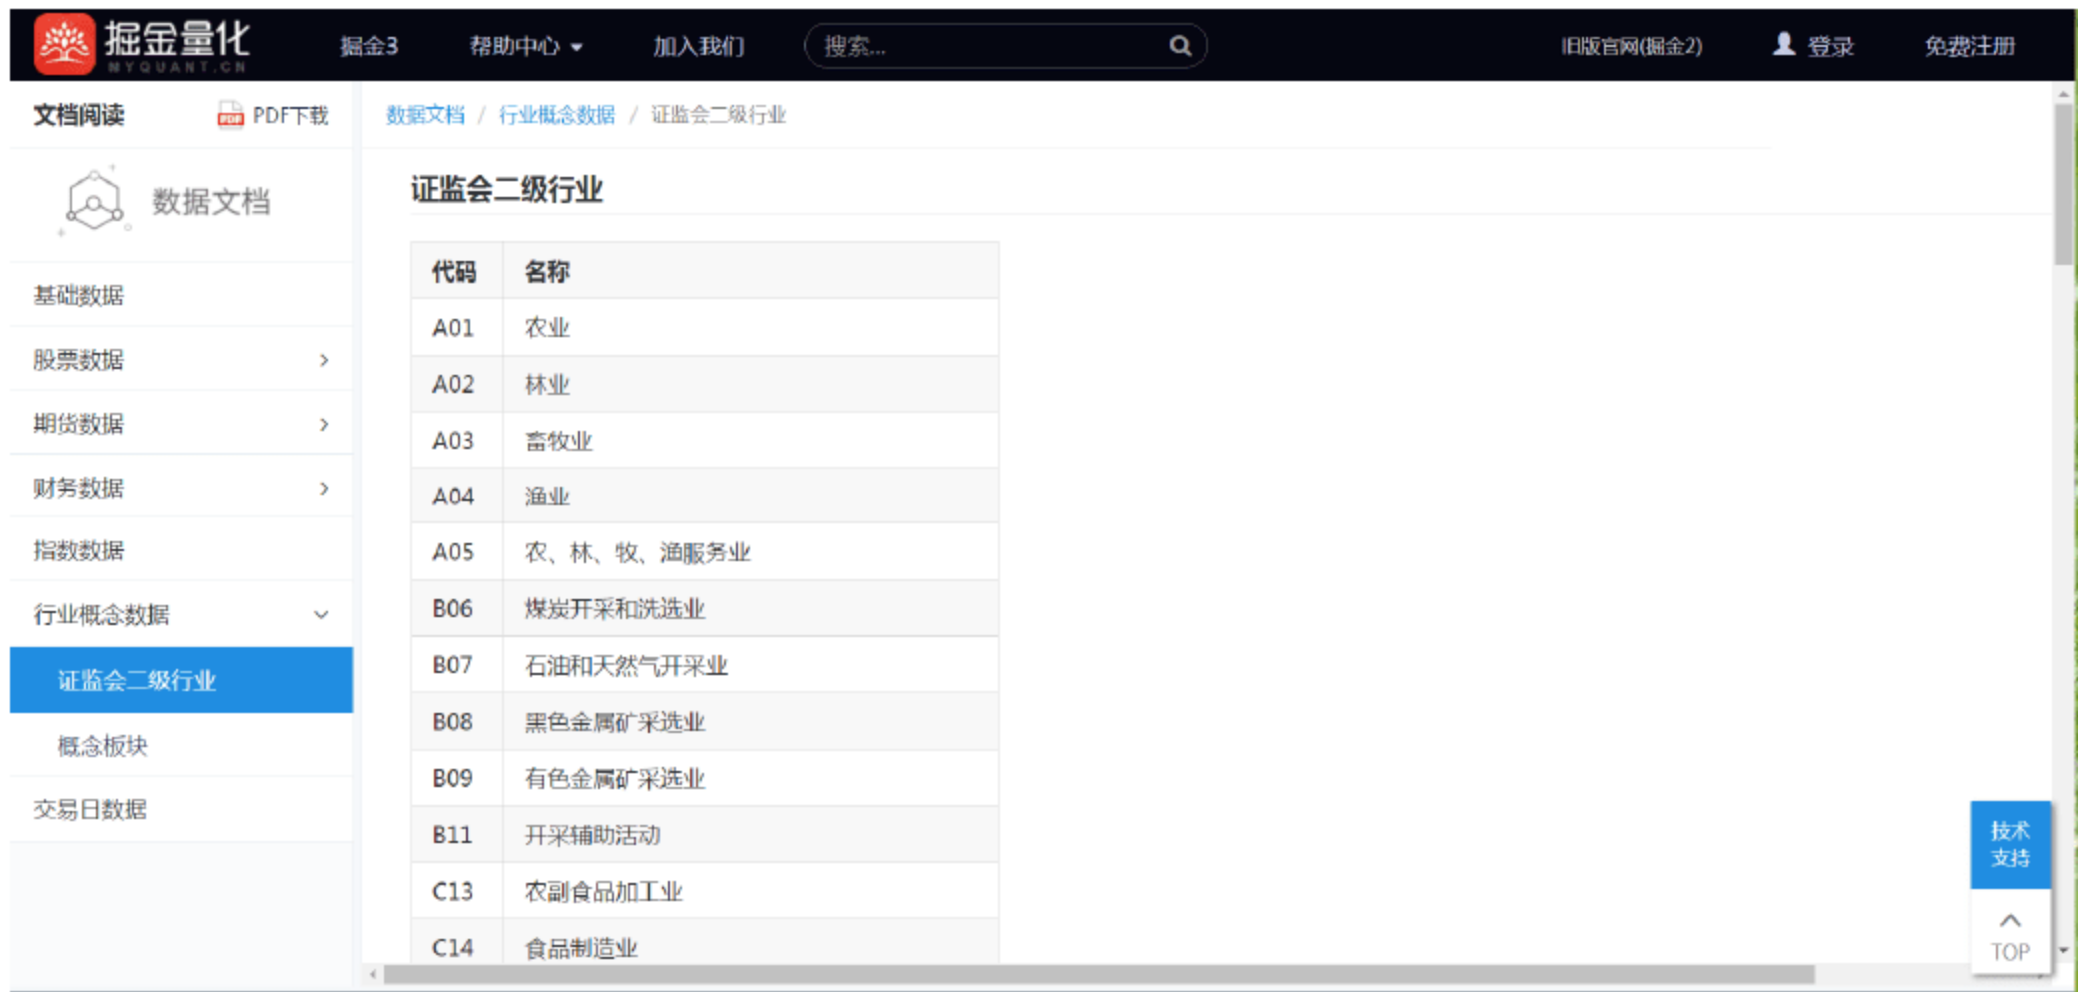 掘金量化
MYQUANT.CN
掘金3
帮助中心
加入我们
搜索...
旧版官网(掘金2)
登录
免费注册
文档阅读
PDF
PDF下载
数据文档
基础数据
股票数据
期货数据
财务数据
指数数据
行业概念数据
证监会二级行业
概念板块
交易日数据
数据文档 / 行业概念数据 / 证监会二级行业
证监会二级行业
代码 名称
A01 农业
A02 林业
A03 畜牧业
A04 渔业
A05 农、林、牧、渔服务业
B06 煤炭开采和洗选业
B07 石油和天然气开采业
B08 黑色金属矿采选业
B09 有色金属矿采选业
B11 开采辅助活动
C13 农副食品加工业
C14 食品制造业
技术
支持
TOP